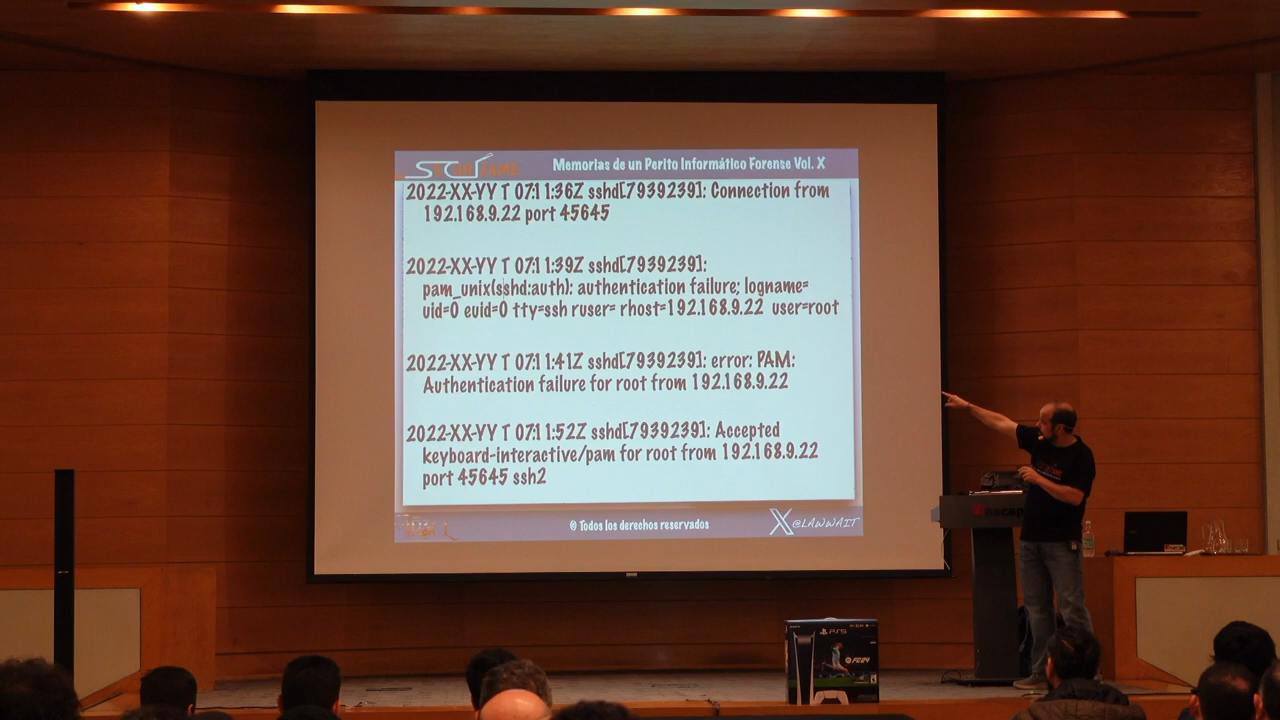 Memorias de un Perito Informático Forense Vol. X
2022-XX-YY T 07:11:36Z sshd[7939239]: Connection from
192.168.9.22 port 45645
2022-XX-YY T 07:11:39Z sshd[7939239]:
pam_unix(sshd:auth): authentication failure; logname=
uid=0 euid=0 tty=ssh ruser= rhost=192.168.9.22 user=root
2022-XX-YY T 07:11:41Z sshd[7939239]: error: PAM:
Authentication failure for root from 192.168.9.22
2022-XX-YY T 07:11:52Z sshd[7939239]: Accepted
keyboard-interactive/pam for root from 192.168.9.22
port 45645 ssh2
© Todos los derechos reservados
X @LAWWAIT
PS5
FC24